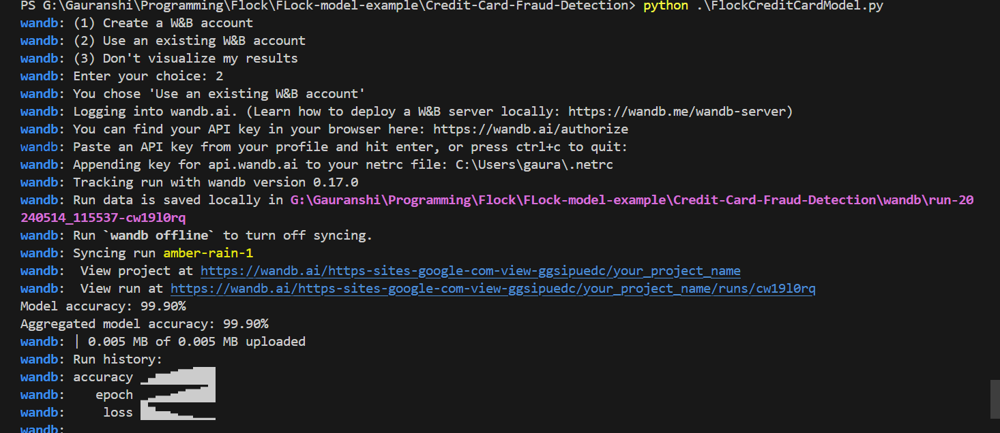 PS G:\Gauranshi\Programming\Flock\FLock-model-example\Credit-Card-Fraud-Detection> python .\FlockCreditCardModel.py
wandb: (1) Create a W&B account
wandb: (2) Use an existing W&B account
wandb: (3) Don't visualize my results
wandb: Enter your choice: 2
wandb: You chose 'Use an existing W&B account'
wandb: Logging into wandb.ai. (Learn how to deploy a W&B server locally: https://wandb.me/wandb-server)
wandb: You can find your API key in your browser here: https://wandb.ai/authorize
wandb: Paste an API key from your profile and hit enter, or press ctrl+c to quit:
wandb: Appending key for api.wandb.ai to your netrc file: C:\Users\gaura\.netrc
wandb: Tracking run with wandb version 0.17.0
wandb: Run data is saved locally in G:\Gauranshi\Programming\Flock\FLock-model-example\Credit-Card-Fraud-Detection\wandb\run-20
240514_115537-cw19l0rq
wandb: Run `wandb offline` to turn off syncing.
wandb: Syncing run amber-rain-1
wandb:  View project at https://wandb.ai/https-sites-google-com-view-ggsipuedc/your_project_name
wandb:  View run at https://wandb.ai/https-sites-google-com-view-ggsipuedc/your_project_name/runs/cw19l0rq
Model accuracy: 99.90%
Aggregated model accuracy: 99.90%
wandb: | 0.005 MB of 0.005 MB uploaded
wandb: Run history:
wandb: accuracy
wandb:    epoch
wandb:     loss
wandb: